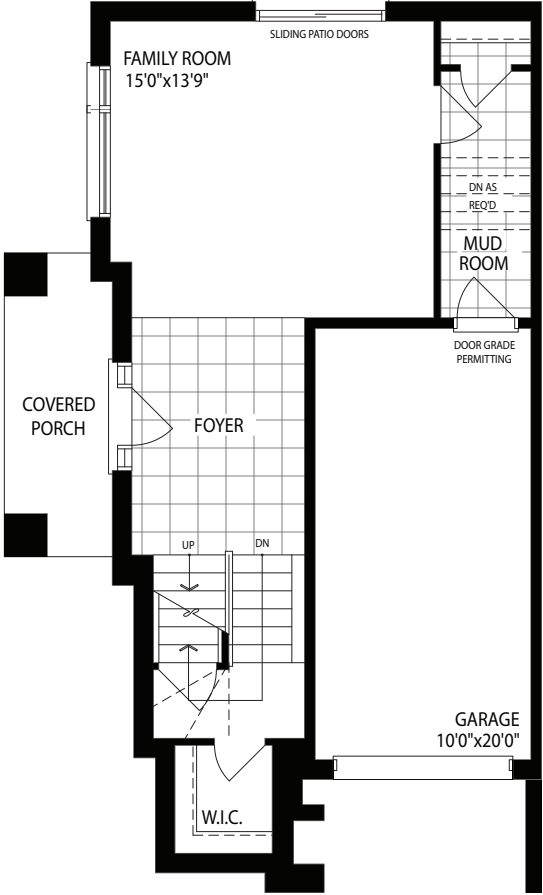 SLIDING PATIO DOORS
FAMILY ROOM
15'0"x13'9"
DN AS
REQ'D
MUD
ROOM
DOOR GRADE
PERMITTING
COVERED
PORCH
FOYER
UP
DN
GARAGE
10'0"x20'0"
W.I.C.